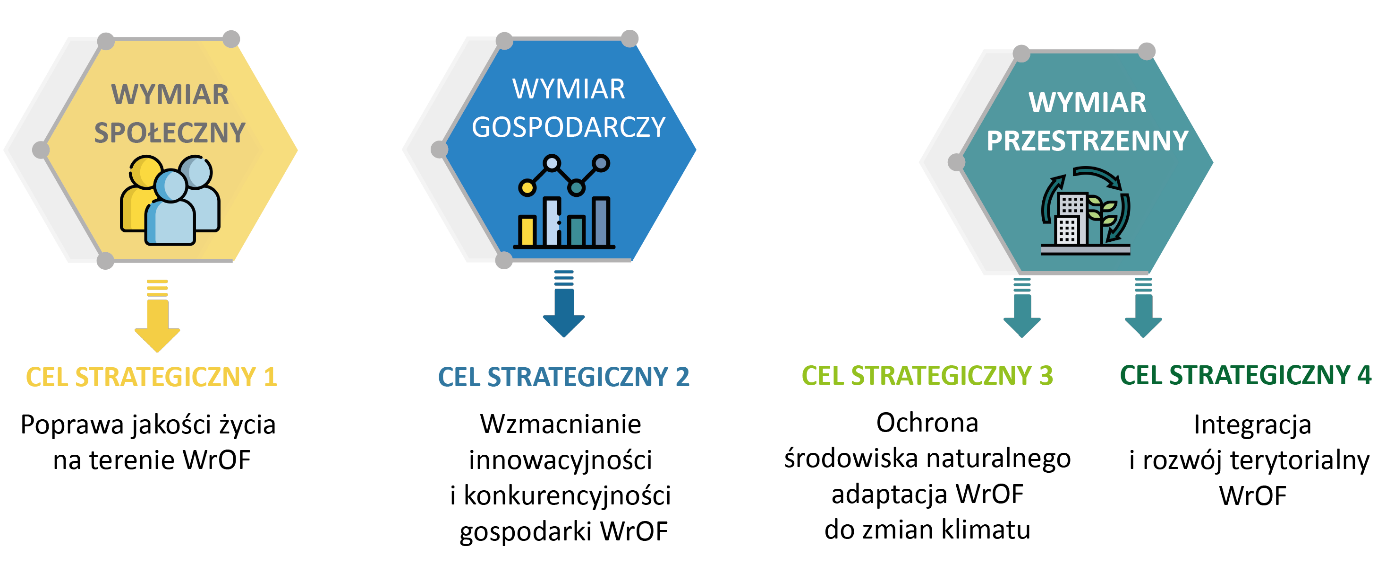 WYMIAR
SPOŁECZNY
CEL STRATEGICZNY 1
Poprawa jakości życia
na terenie WrOF
WYMIAR
GOSPODARCZY
CEL STRATEGICZNY 2
Wzmacnianie
innowacyjności
i konkurencyjności
gospodarki WrOF
WYMIAR
PRZESTRZENNY
CEL STRATEGICZNY 3
Ochrona
środowiska naturalnego
adaptacja WrOF
do zmian klimatu
CEL STRATEGICZNY 4
Integracja
i rozwój terytorialny
WrOF